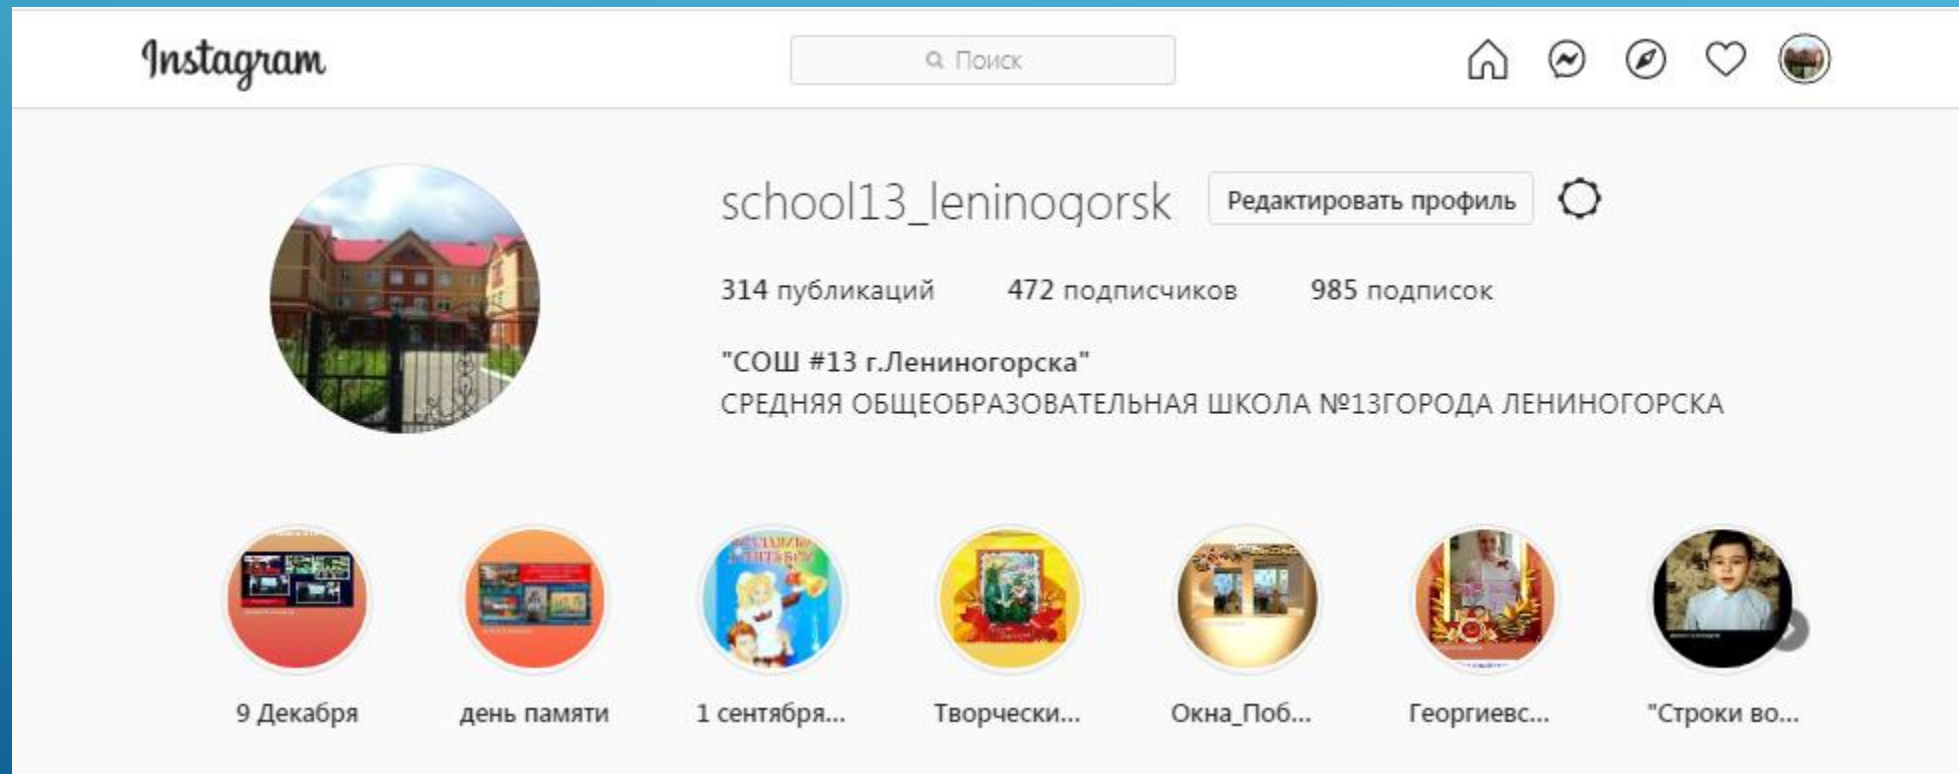 Instagram
Поиск
school13_leninogorsk Редактировать профиль
314 публикаций 472 подписчиков 985 подписок
"СОШ #13 г.Лениногорска"
СРЕДНЯЯ ОБЩЕОБРАЗОВАТЕЛЬНАЯ ШКОЛА №13ГОРОДА ЛЕНИНОГОРСКА
9 Декабря день памяти 1 сентября... Творчески... Окна_Поб... Георгиевс... "Строки во...